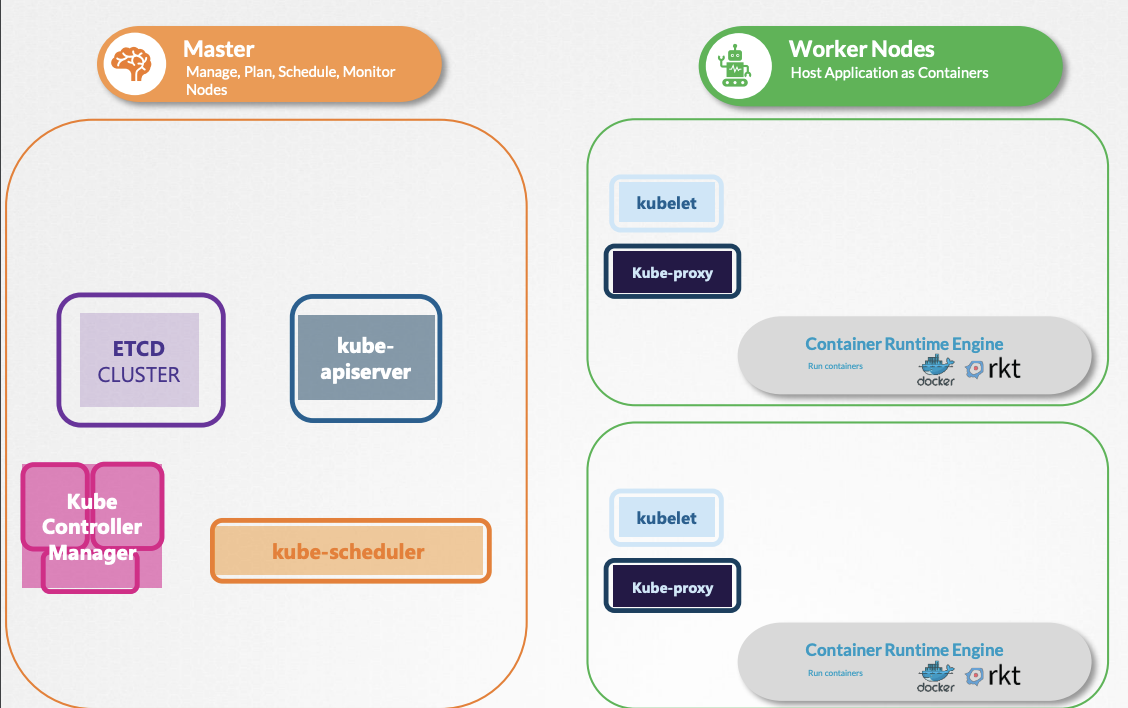 Master
Manage, Plan, Schedule, Monitor
Nodes
ETCD
CLUSTER
kube-
apiserver
Kube
Controller
Manager
kube-scheduler
Worker Nodes
Host Application as Containers
kubelet
Kube-proxy
Container Runtime Engine
Run containers
docker
rkt
kubelet
Kube-proxy
Container Runtime Engine
Run containers
docker
rkt